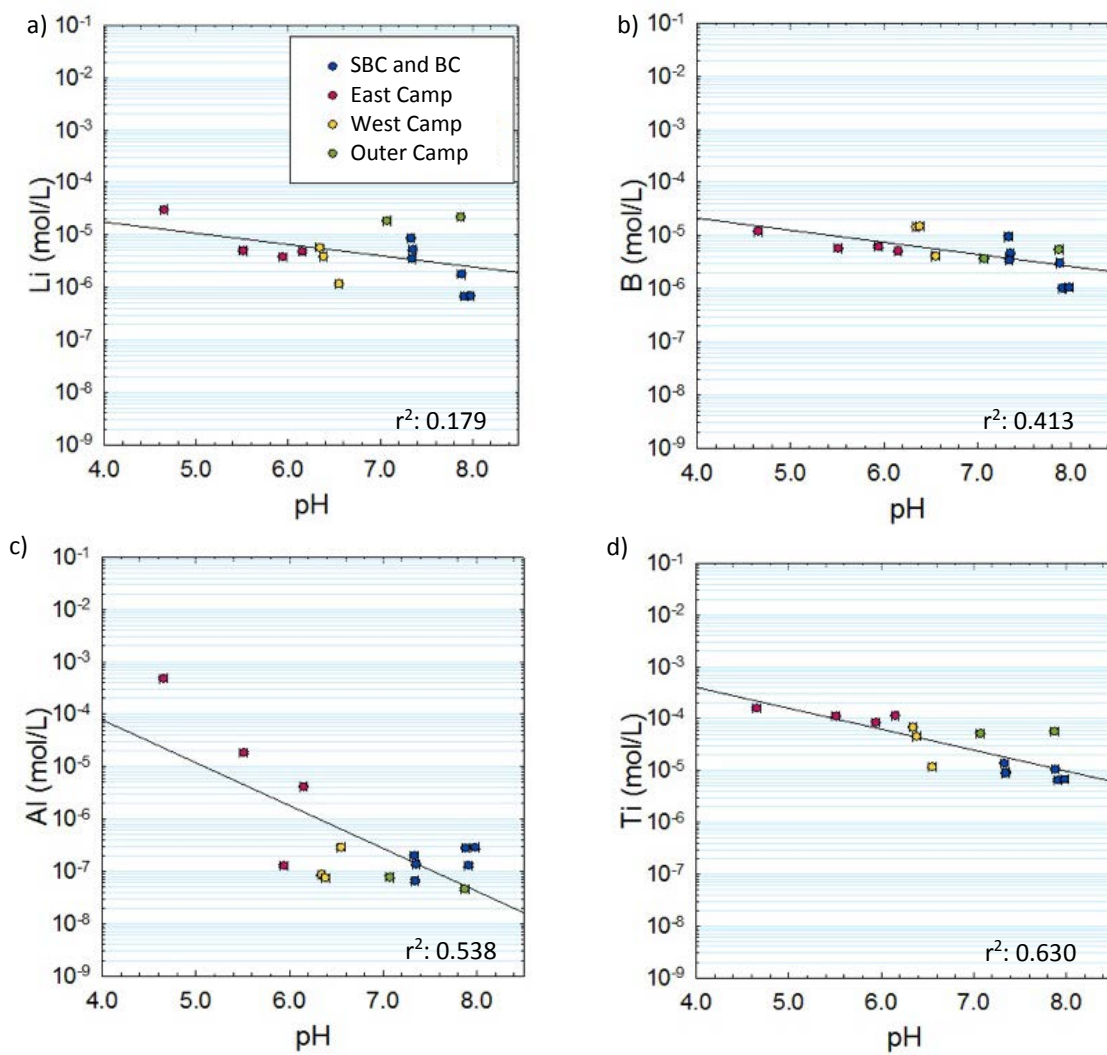 a)
10⁻¹
10⁻²
10⁻³
10⁻⁴
10⁻⁵
10⁻⁶
10⁻⁷
10⁻⁸
10⁻⁹
Li (mol/L)
SBC and BC
East Camp
West Camp
Outer Camp
r²: 0.179
4.0 5.0 6.0 7.0 8.0
pH
b)
10⁻¹
10⁻²
10⁻³
10⁻⁴
10⁻⁵
10⁻⁶
10⁻⁷
10⁻⁸
10⁻⁹
B (mol/L)
r²: 0.413
4.0 5.0 6.0 7.0 8.0
pH
c)
10⁻¹
10⁻²
10⁻³
10⁻⁴
10⁻⁵
10⁻⁶
10⁻⁷
10⁻⁸
10⁻⁹
Al (mol/L)
r²: 0.538
4.0 5.0 6.0 7.0 8.0
pH
d)
10⁻¹
10⁻²
10⁻³
10⁻⁴
10⁻⁵
10⁻⁶
10⁻⁷
10⁻⁸
10⁻⁹
Ti (mol/L)
r²: 0.630
4.0 5.0 6.0 7.0 8.0
pH